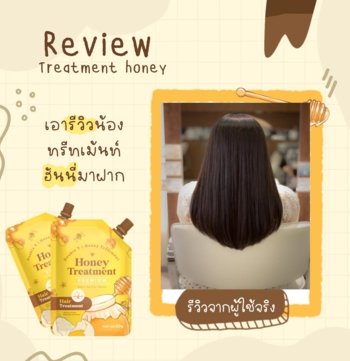 Review
Treatment honey
เอารีวิวน้อง
ทรีทเม้นท์
ฮันนี่มาฝาก
Honey
Treatment
Hair
Treatment
รีวิวจากผู้ใช้จริง